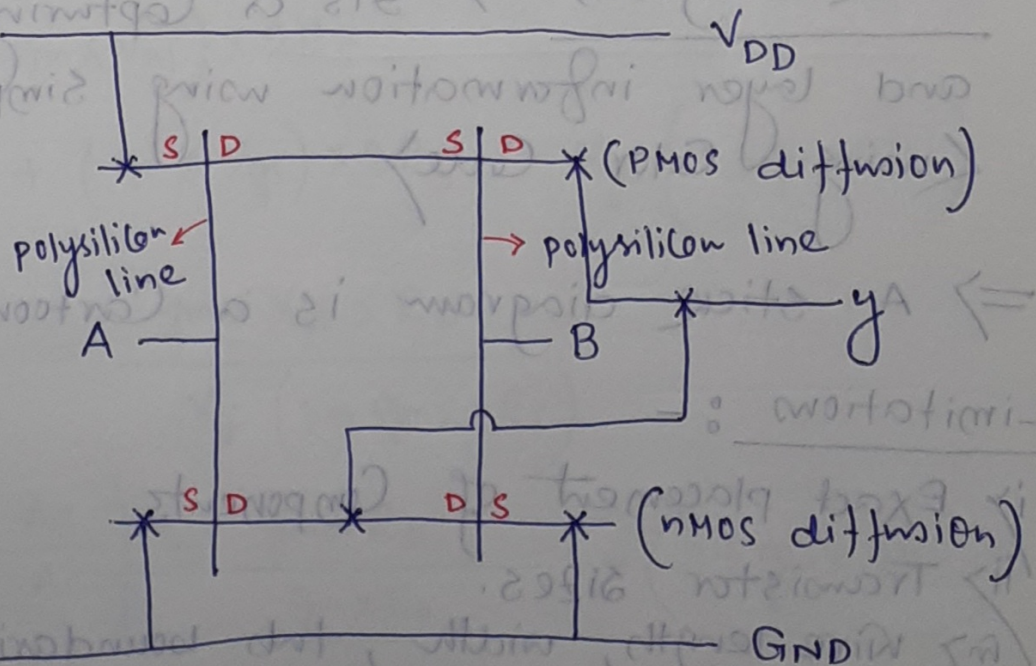 VDD
S D S D (PMOS diffusion)
polysilicon line
polysilicon line
A B y
S D D S (nMOS diffusion)
GND